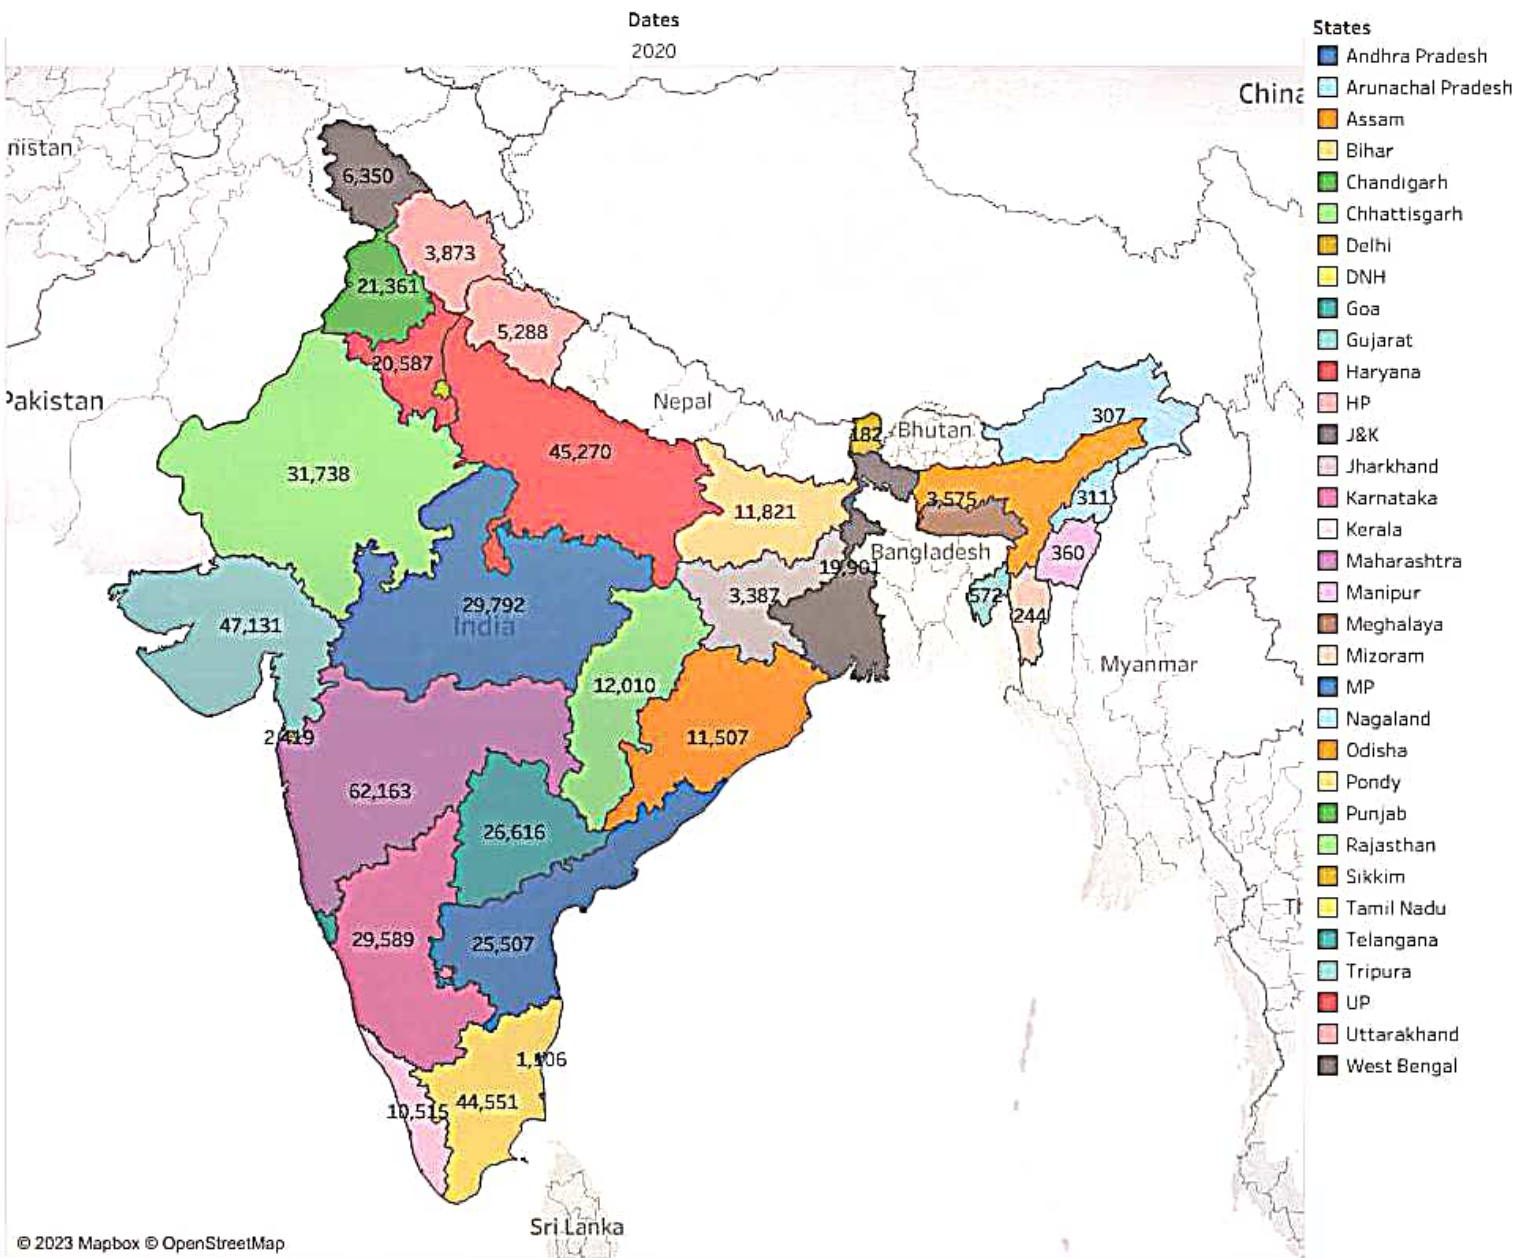 Dates
2020
States
Andhra Pradesh
Arunachal Pradesh
Assam
Bihar
Chandigarh
Chhattisgarh
Delhi
DNH
Goa
Gujarat
Haryana
HP
J&K
Jharkhand
Karnataka
Kerala
Maharashtra
Manipur
Meghalaya
Mizoram
MP
Nagaland
Odisha
Pondy
Punjab
Rajasthan
Sikkim
Tamil Nadu
Telangana
Tripura
UP
Uttarakhand
West Bengal
China
nistan
6,350
3,873
21,361
5,288
20,587
Pakistan
Nepal
307
182
Bhutan
45,270
31,738
3,575
311
11,821
Bangladesh
360
19,901
3,387
572
29,792
244
India
47,131
Myanmar
12,010
2,419
11,507
62,163
26,616
Tl
29,589
25,507
1,106
44,551
10,515
Sri Lanka
© 2023 Mapbox © OpenStreetMap